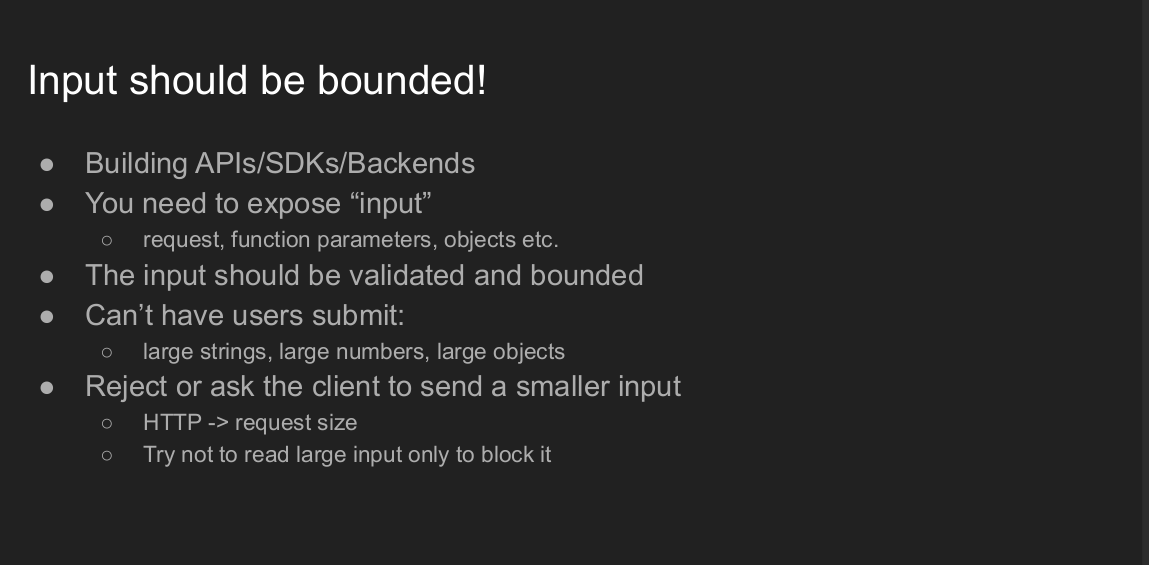 Input should be bounded!
● Building APIs/SDKs/Backends
● You need to expose “input”
○ request, function parameters, objects etc.
● The input should be validated and bounded
● Can’t have users submit:
○ large strings, large numbers, large objects
● Reject or ask the client to send a smaller input
○ HTTP -> request size
○ Try not to read large input only to block it